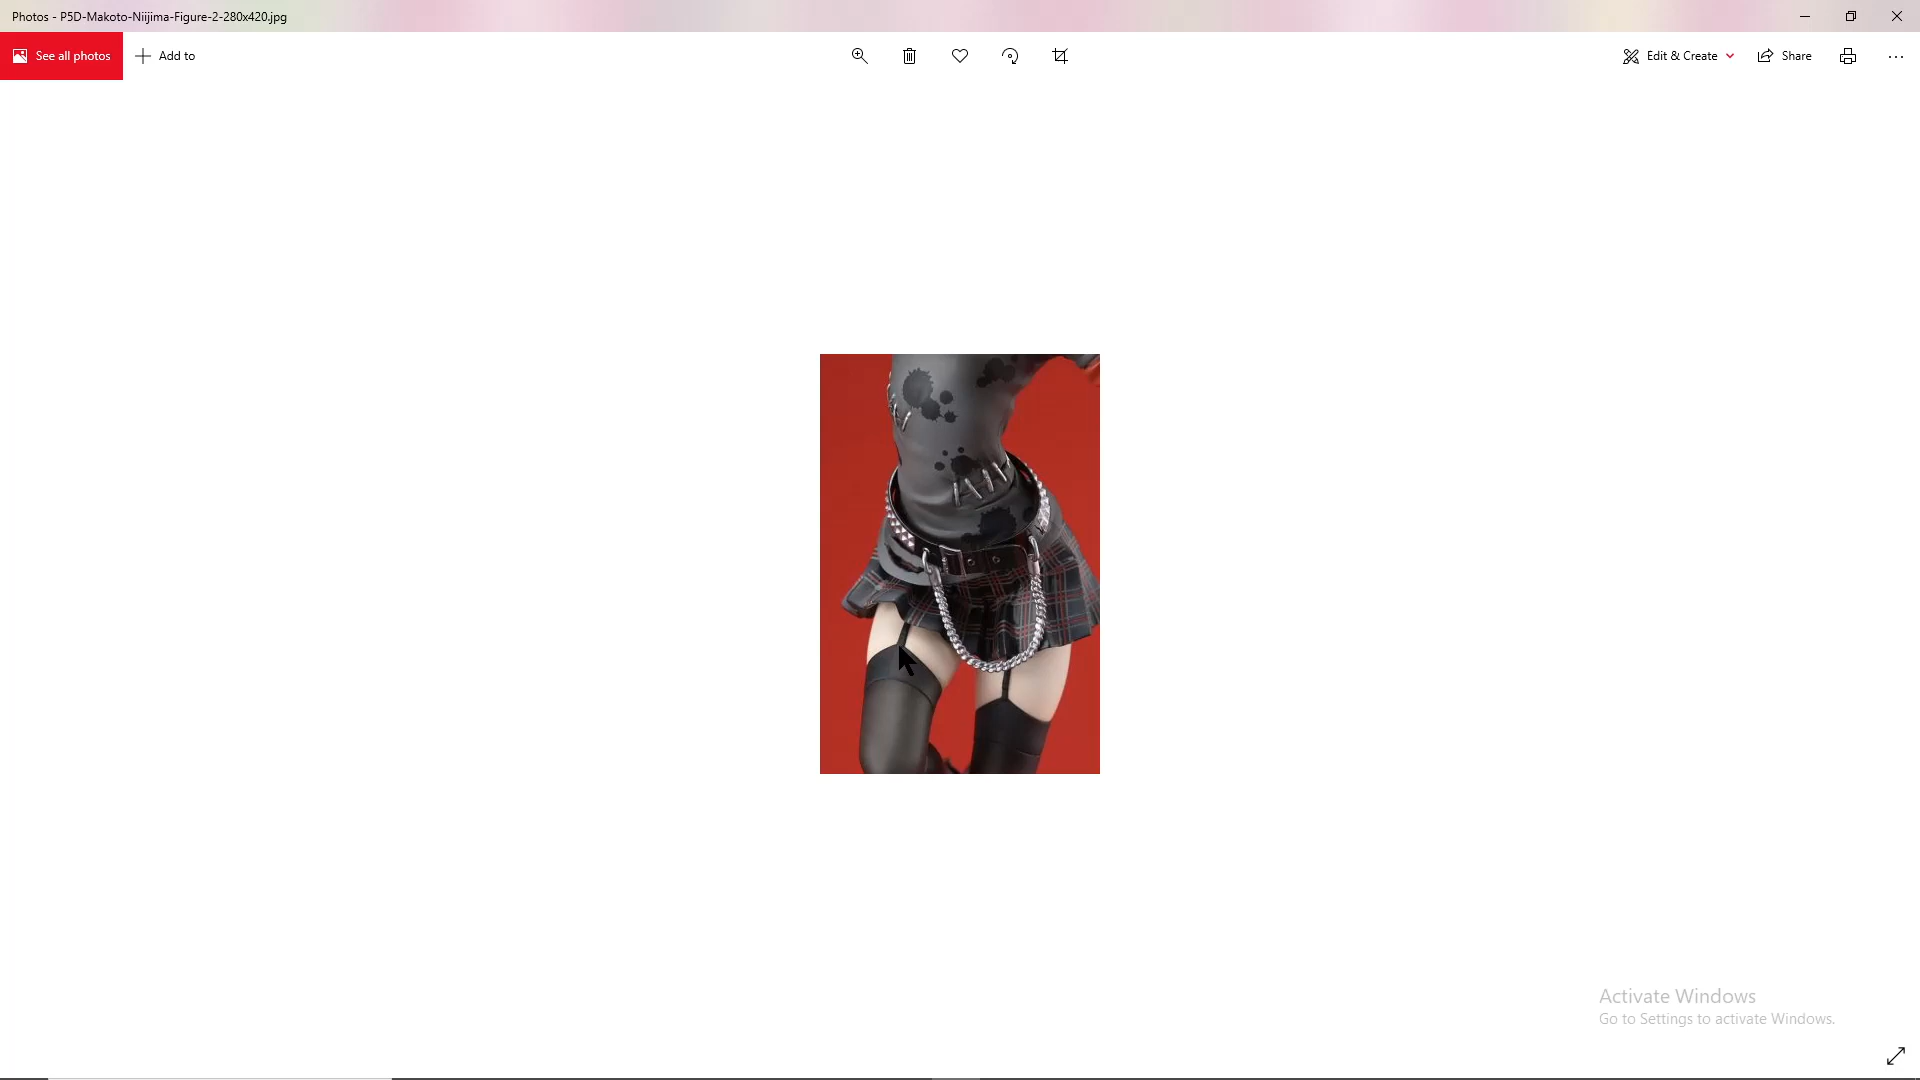 Photos - P5D-Makoto-Niijima-Figure-2-280x420.jpg
See all photos
Add to
Edit & Create
Share
Activate Windows
Go to Settings to activate Windows.